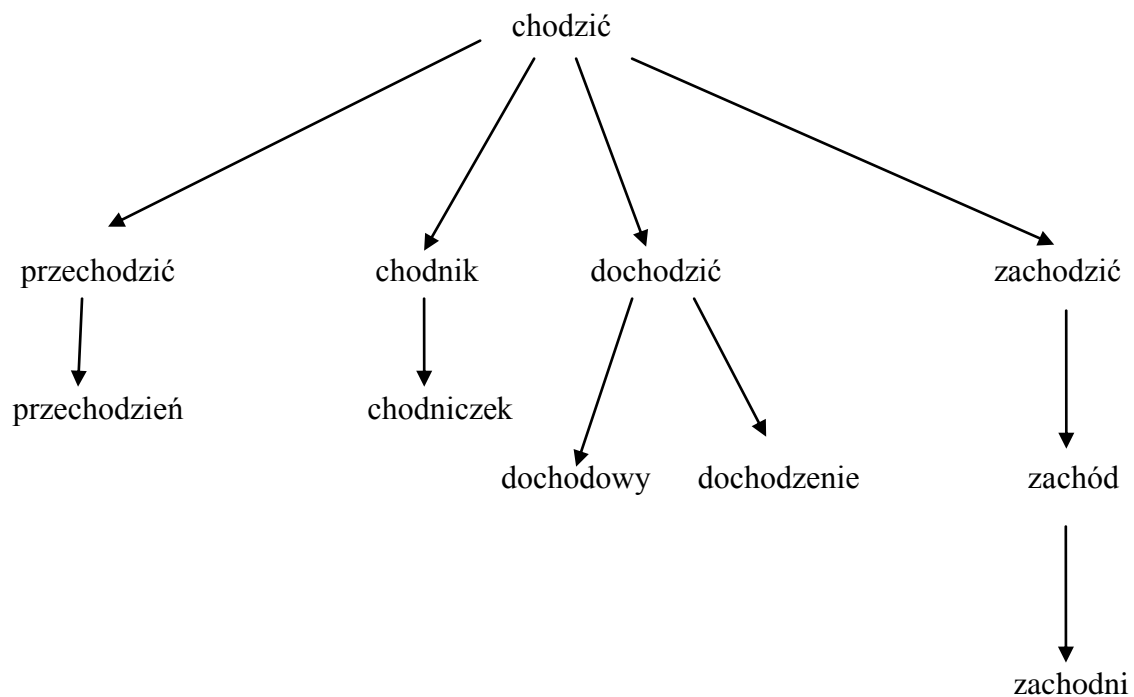 chodzić
przechodzić chodnik dochodzić zachodzić
przechodzień chodniczek
dochodowy dochodzenie zachód
zachodni